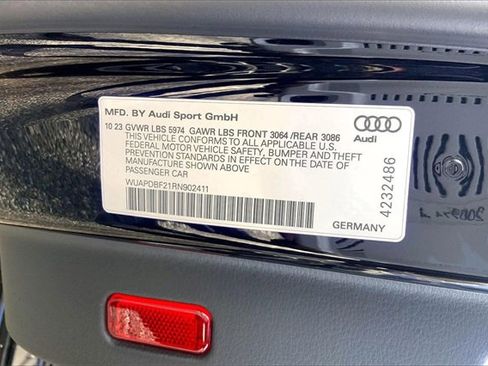 MFD. BY Audi Sport GmbH
10 23 GVWR LBS 5974 GAWR LBS FRONT 3064 /REAR 3086
THIS VEHICLE CONFORMS TO ALL APPLICABLE U.S.
FEDERAL MOTOR VEHICLE SAFETY, BUMPER AND THEFT
PREVENTION STANDARDS IN EFFECT ON THE DATE OF
MANUFACTURE SHOWN ABOVE
PASSENGER CAR
WUAPDBF21RN902411
GERMANY
Audi
4232486